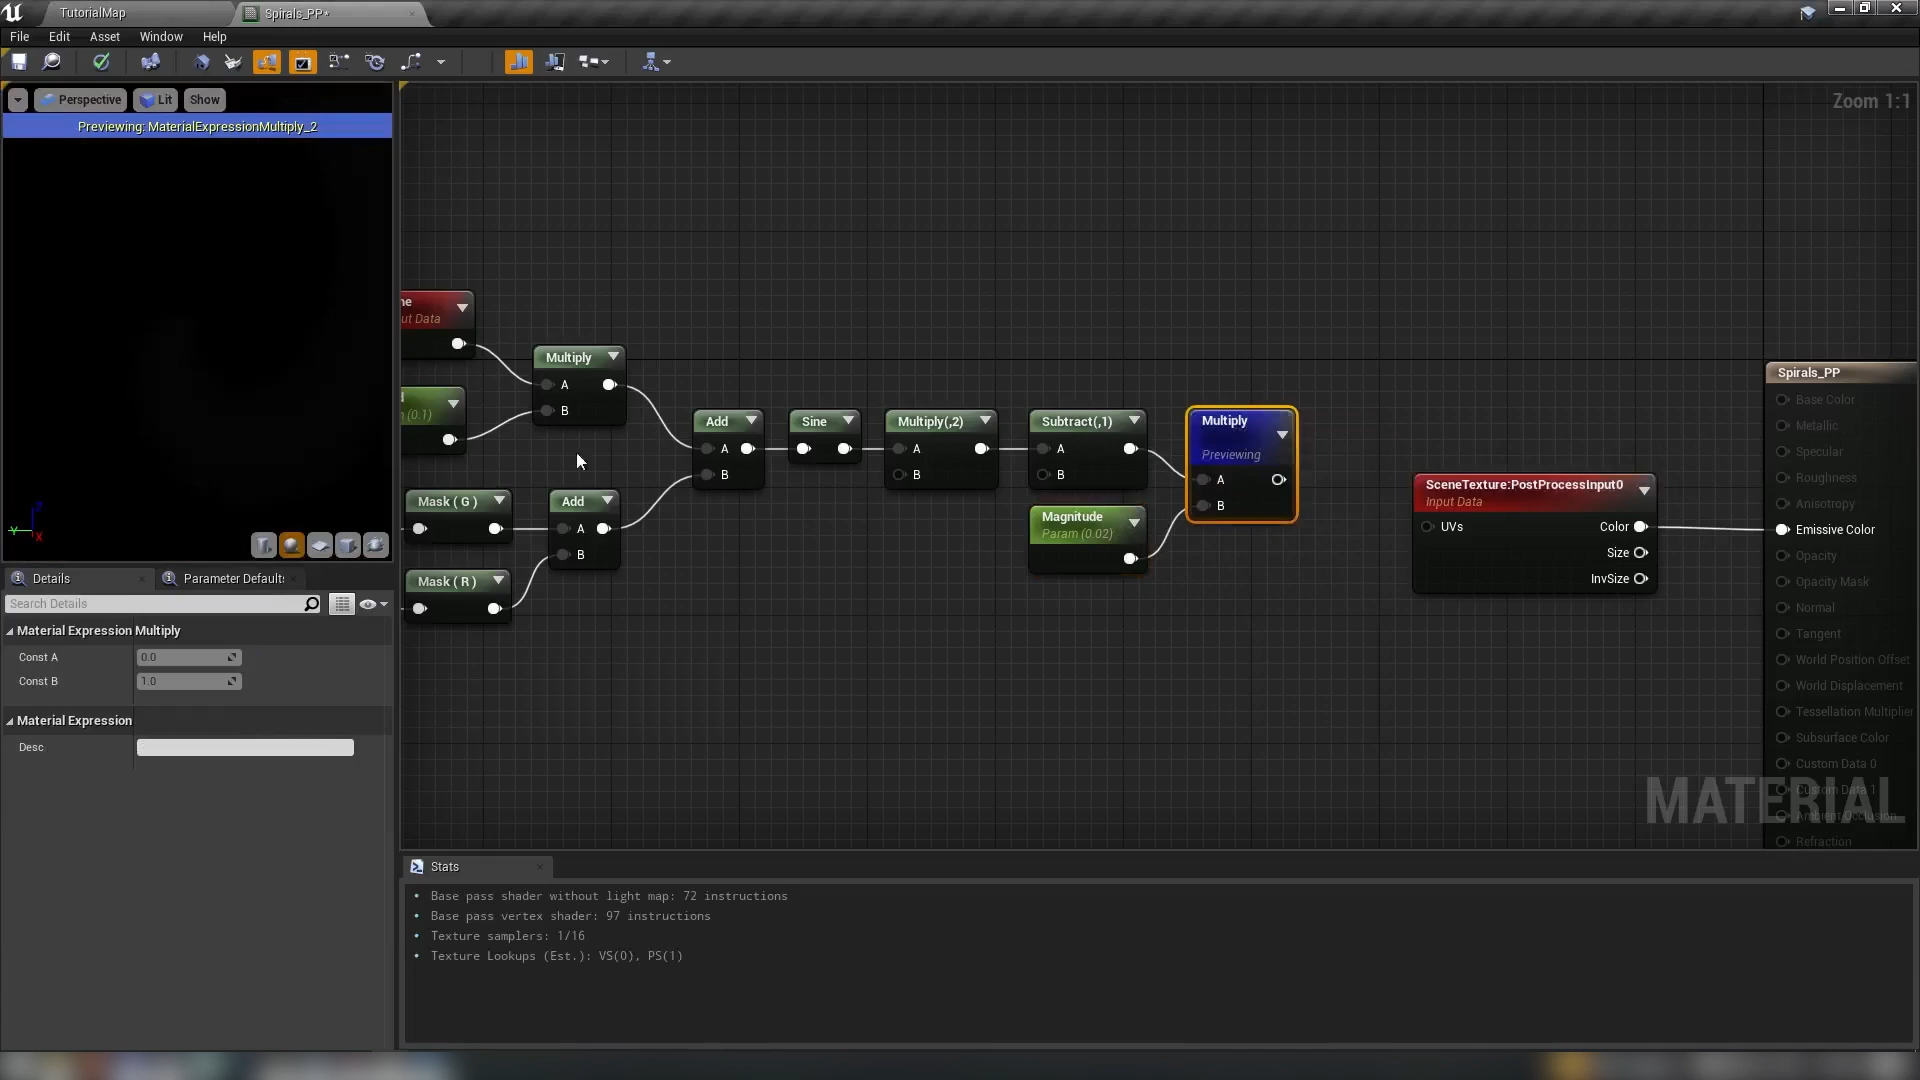 TutorialMap
Spirals_PP*
File Edit Asset Window Help
Perspective Lit Show
Previewing: MaterialExpressionMultiply_2
Zoom 1:1
ne
ut Data
(0.1)
Multiply
A
B
Mask ( G )
Mask ( R )
Add
A
B
Add
A
B
Sine
Multiply(,2)
A
B
Subtract(,1)
A
B
Magnitude
Param (0.02)
Multiply
Previewing
A
B
SceneTexture:PostProcessInput0
Input Data
UVs Color
Size
InvSize
Spirals_PP
Base Color
Metallic
Specular
Roughness
Anisotropy
Emissive Color
Opacity
Opacity Mask
Normal
Tangent
World Position Offset
World Displacement
Tessellation Multiplier
Subsurface Color
Custom Data 0
Custom Data 1
Ambient Occlusion
Refraction
MATERIAL
Details
Parameter Default
Search Details
Material Expression Multiply
Const A 0.0
Const B 1.0
Material Expression
Desc
Stats
Base pass shader without light map: 72 instructions
Base pass vertex shader: 97 instructions
Texture samplers: 1/16
Texture Lookups (Est.): VS(0), PS(1)